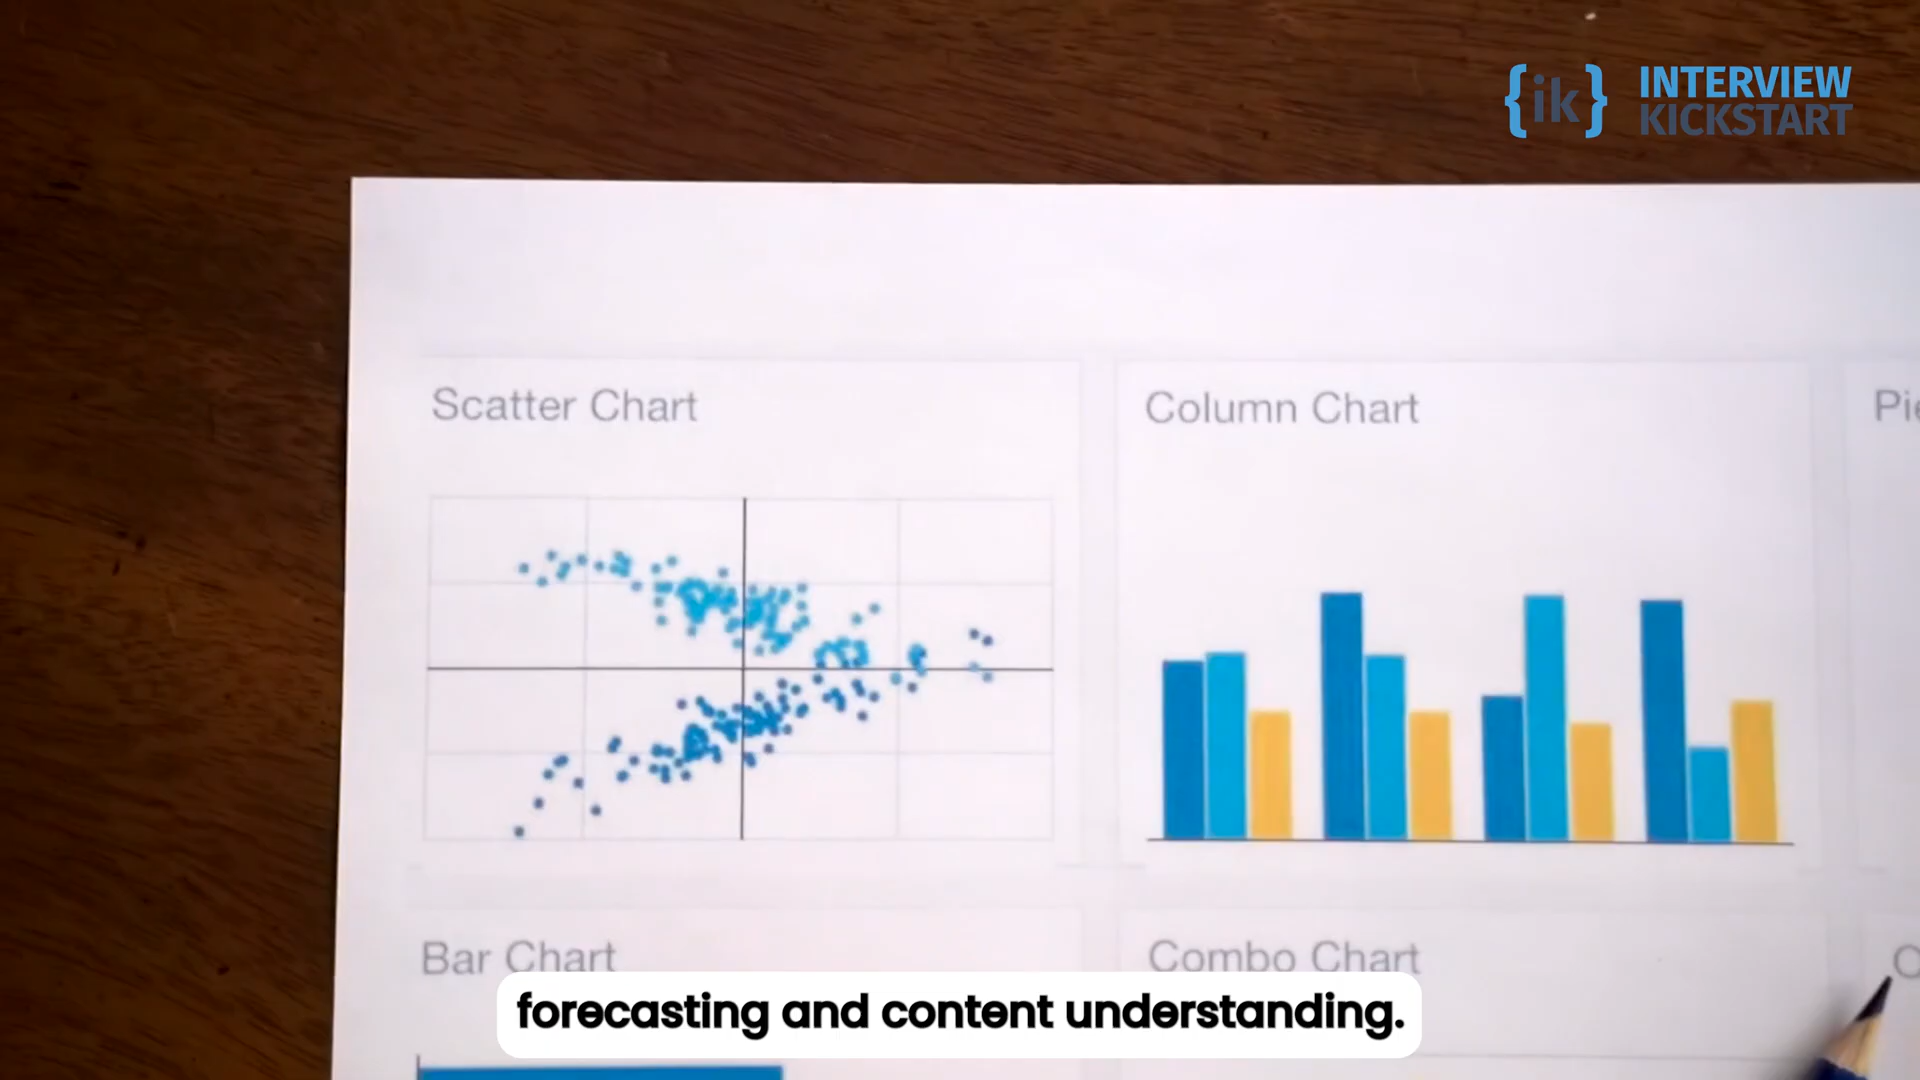 {ik} INTERVIEW
KICKSTART
Scatter Chart
Column Chart
Bar Chart
Combo Chart
forecasting and content understanding.